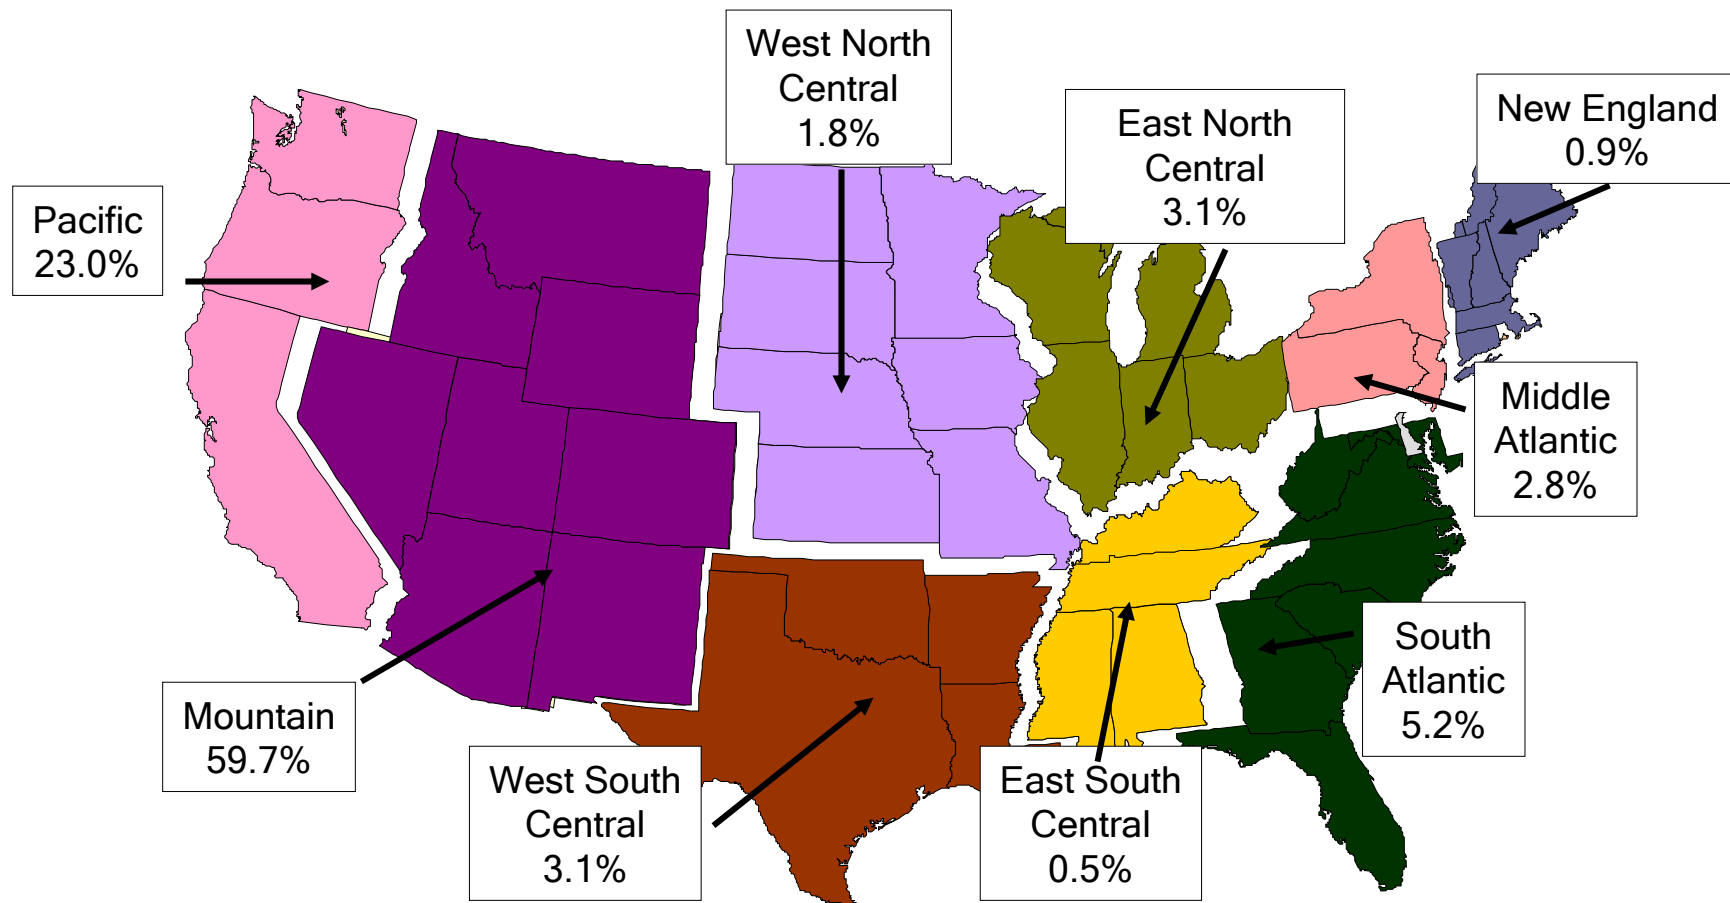 West North
Central
1.8%
East North
Central
3.1%
New England
0.9%
Pacific
23.0%
Middle
Atlantic
2.8%
South
Atlantic
5.2%
Mountain
59.7%
West South
Central
3.1%
East South
Central
0.5%